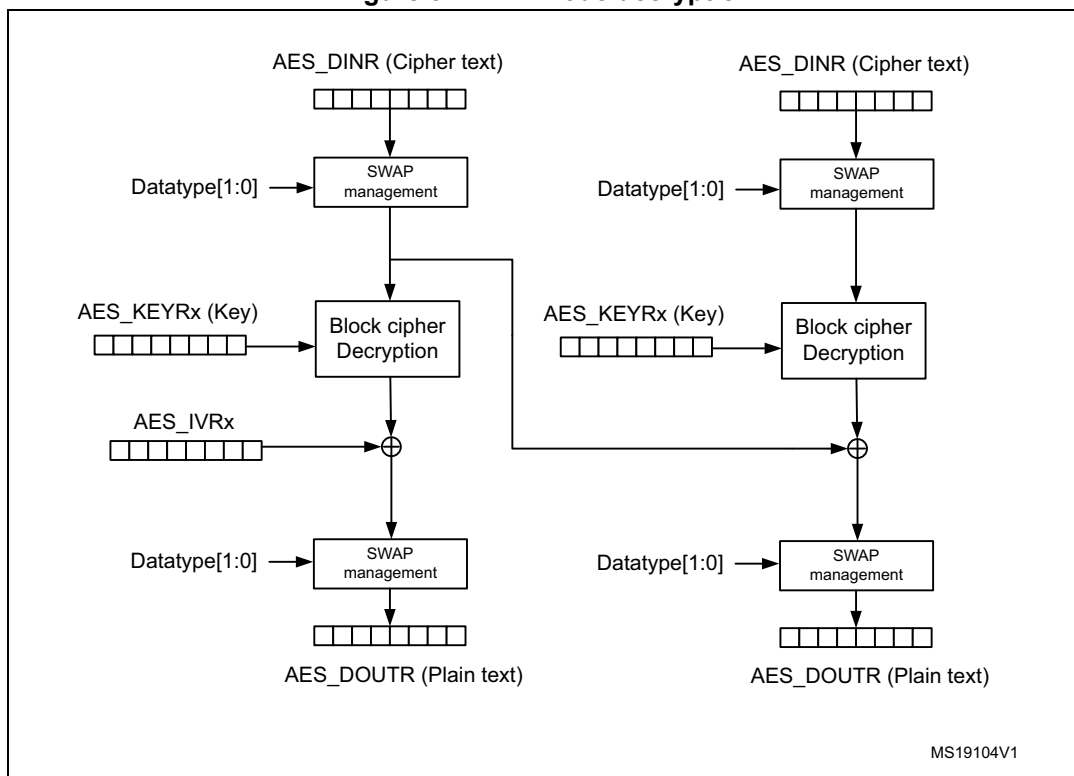 AES_DINR (Cipher text)
SWAP
management
Datatype[1:0]
AES_KEYRx (Key)
Block cipher
Decryption
AES_IVRx
Datatype[1:0]
SWAP
management
AES_DOUTR (Plain text)
AES_DINR (Cipher text)
SWAP
management
Datatype[1:0]
AES_KEYRx (Key)
Block cipher
Decryption
Datatype[1:0]
SWAP
management
AES_DOUTR (Plain text)
MS19104V1